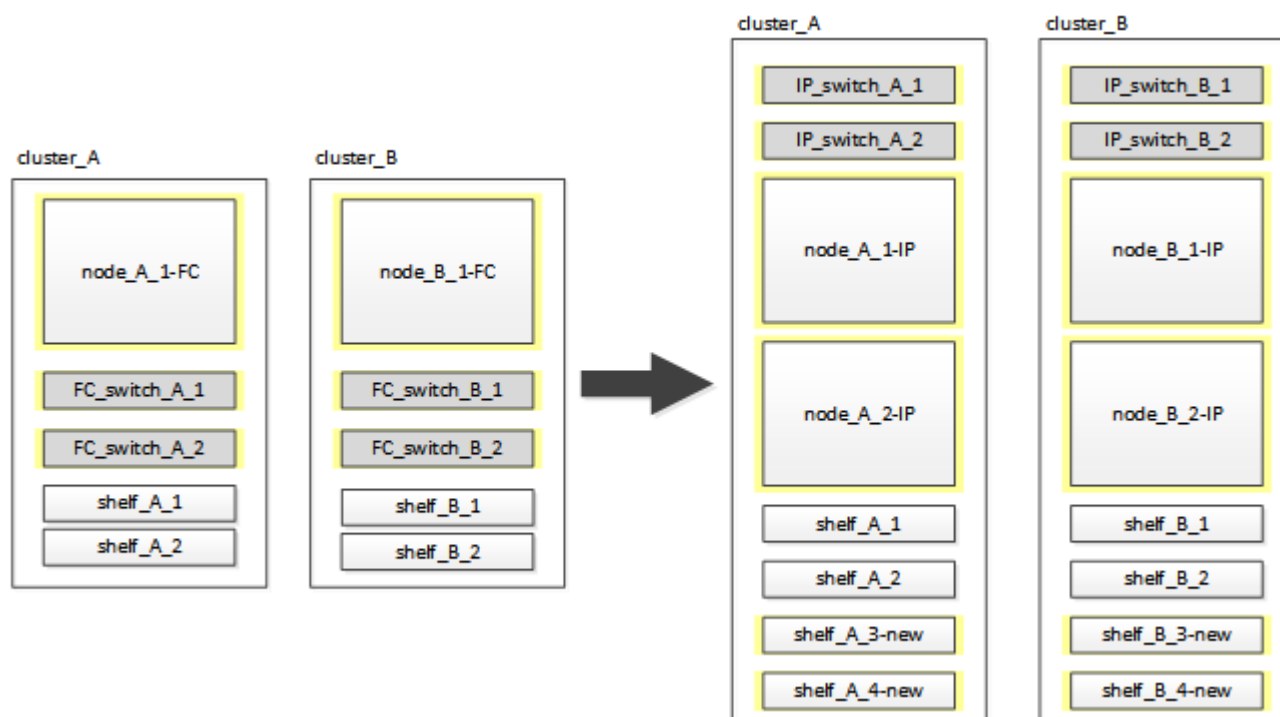 cluster_A
node_A_1-FC
FC_switch_A_1
FC_switch_A_2
shelf_A_1
shelf_A_2
cluster_B
node_B_1-FC
FC_switch_B_1
FC_switch_B_2
shelf_B_1
shelf_B_2
cluster_A
IP_switch_A_1
IP_switch_A_2
node_A_1-IP
node_A_2-IP
shelf_A_1
shelf_A_2
shelf_A_3-new
shelf_A_4-new
cluster_B
IP_switch_B_1
IP_switch_B_2
node_B_1-IP
node_B_2-IP
shelf_B_1
shelf_B_2
shelf_B_3-new
shelf_B_4-new